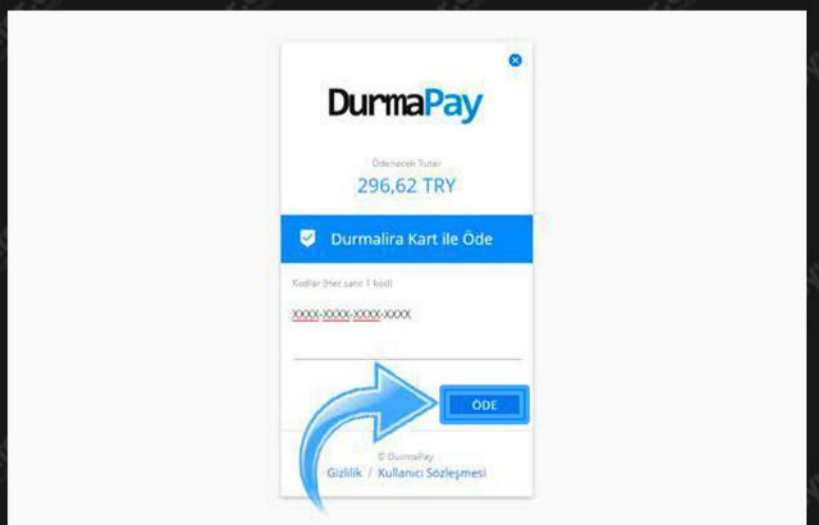 DurmaPay
Ödenecek Tutar
296,62 TRY
Durmalira Kart ile Öde
Kodlar (Her satır 1 kod)
XXXX-XXXX-XXXX-XXXX
ÖDE
© DurmaPay
Gizlilik / Kullanıcı Sözleşmesi